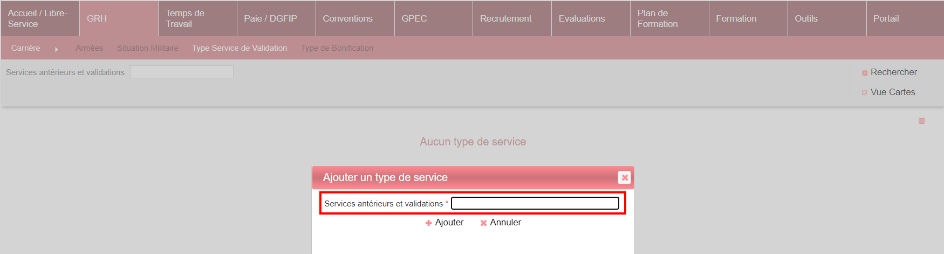 Accueil / Libre-Service
GRH
Temps de Travail
Paie / DGFIP
Conventions
GPEC
Recrutement
Evaluations
Plan de Formation
Formation
Outils
Portail
Carrière
Armées
Situation Militaire
Type Service de Validation
Type de Bonification
Services antérieurs et validations
Rechercher
Vue Cartes
Aucun type de service
Ajouter un type de service
Services antérieurs et validations *
Ajouter
Annuler